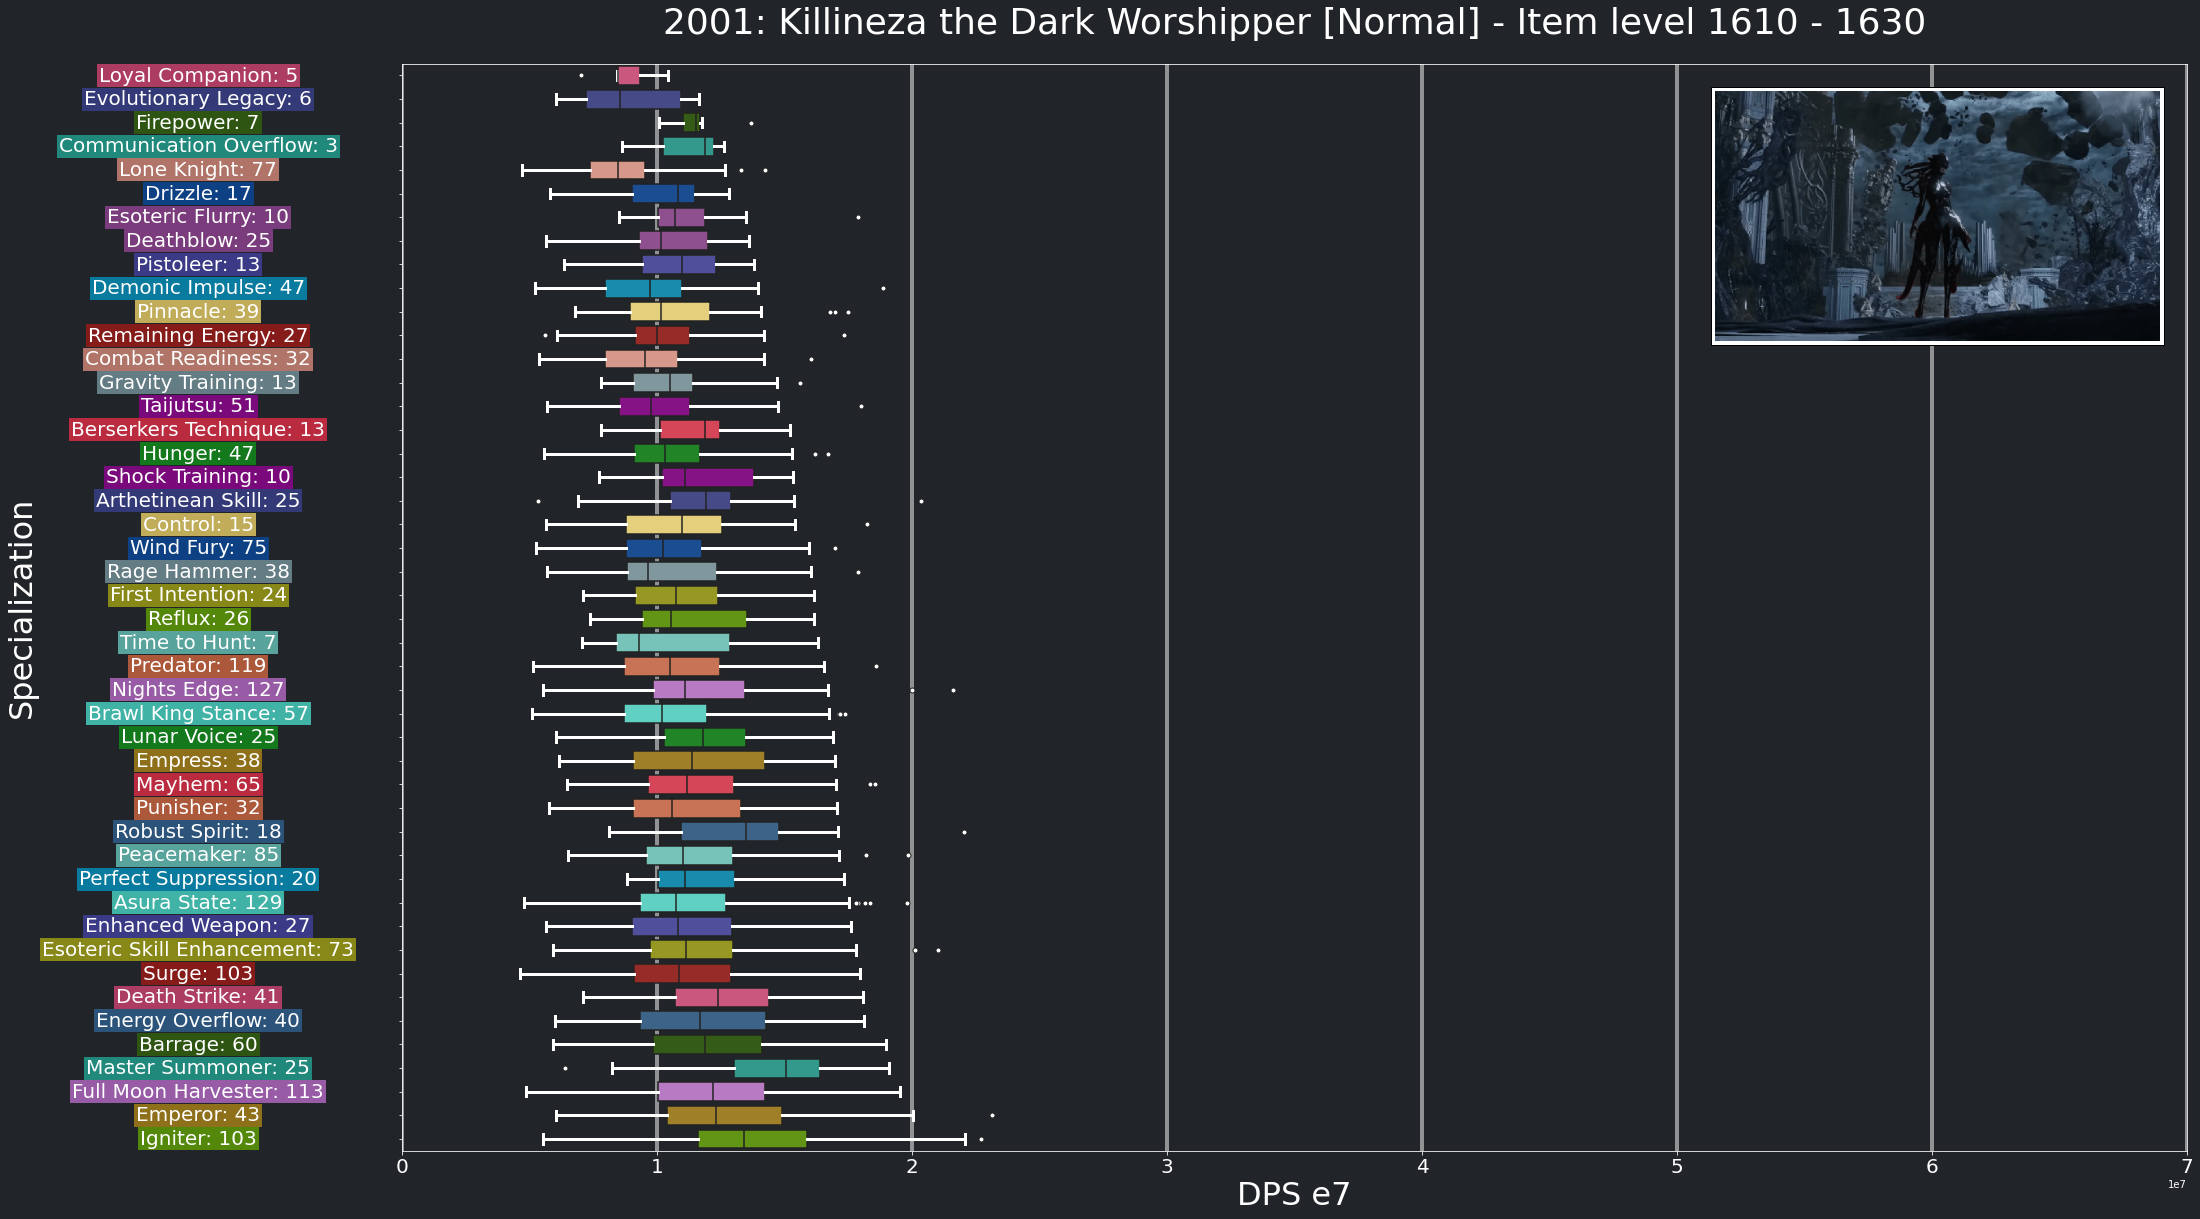 2001: Killineza the Dark Worshipper [Normal] - Item level 1610 - 1630
Specialization
Loyal Companion: 5
Evolutionary Legacy: 6
Firepower: 7
Communication Overflow: 3
Lone Knight: 77
Drizzle: 17
Esoteric Flurry: 10
Deathblow: 25
Pistoleer: 13
Demonic Impulse: 47
Pinnacle: 39
Remaining Energy: 27
Combat Readiness: 32
Gravity Training: 13
Taijutsu: 51
Berserkers Technique: 13
Hunger: 47
Shock Training: 10
Arthetinean Skill: 25
Control: 15
Wind Fury: 75
Rage Hammer: 38
First Intention: 24
Reflux: 26
Time to Hunt: 7
Predator: 119
Nights Edge: 127
Brawl King Stance: 57
Lunar Voice: 25
Empress: 38
Mayhem: 65
Punisher: 32
Robust Spirit: 18
Peacemaker: 85
Perfect Suppression: 20
Asura State: 129
Enhanced Weapon: 27
Esoteric Skill Enhancement: 73
Surge: 103
Death Strike: 41
Energy Overflow: 40
Barrage: 60
Master Summoner: 25
Full Moon Harvester: 113
Emperor: 43
Igniter: 103
0 1 2 3 4 5 6 7
1e7
DPS e7